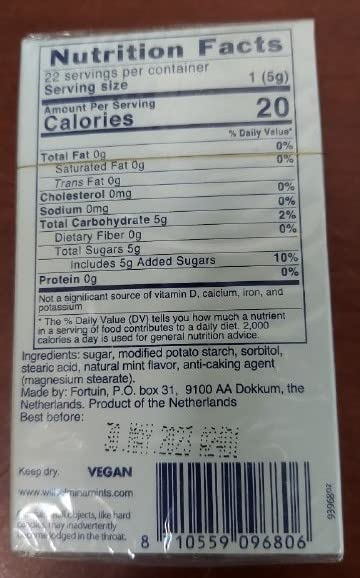 Nutrition Facts
22 servings per container
Serving size 1 (5g)
Amount Per Serving
Calories 20
% Daily Value*
Total Fat 0g 0%
Saturated Fat 0g 0%
Trans Fat 0g
Cholesterol 0mg 0%
Sodium 0mg 0%
Total Carbohydrate 5g 2%
Dietary Fiber 0g 0%
Total Sugars 5g
Includes 5g Added Sugars 10%
Protein 0g 0%
Not a significant source of vitamin D, calcium, iron, and
potassium
* The % Daily Value (DV) tells you how much a nutrient
in a serving of food contributes to a daily diet. 2,000
calories a day is used for general nutrition advice.
Ingredients: sugar, modified potato starch, sorbitol,
stearic acid, natural mint flavor, anti-caking agent
(magnesium stearate).
Made by: Fortuin, P.O. box 31, 9100 AA Dokkum, the
Netherlands. Product of the Netherlands
Best before:
2023
Keep dry. VEGAN
www.wilhelminamints.com
objects, like hard
may inadvertently
lodged in the throat.
8 10559 096806